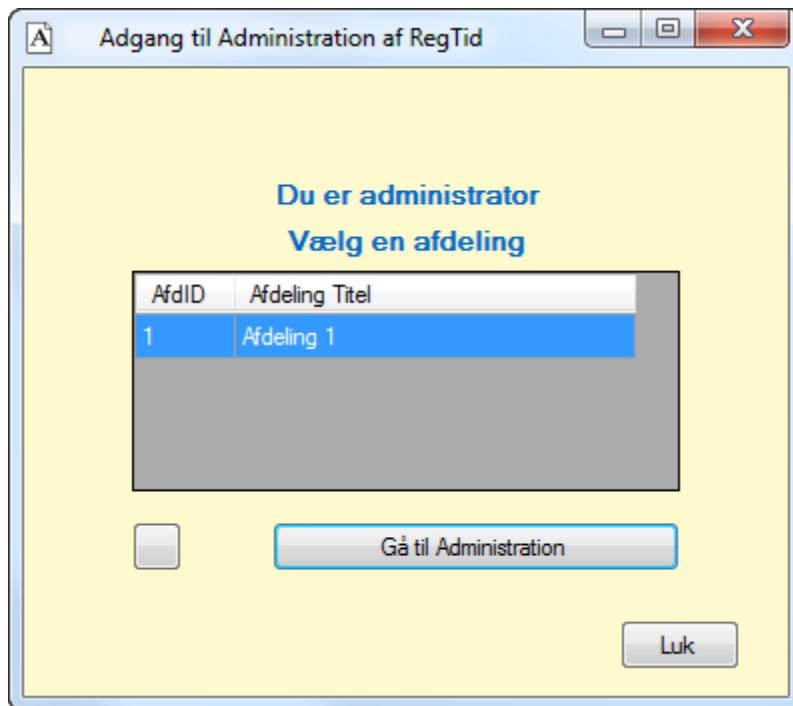 A Adgang til Administration af RegTid
Du er administrator
Vælg en afdeling
AfdID Afdeling Titel
1 Afdeling 1
Gå til Administration
Luk